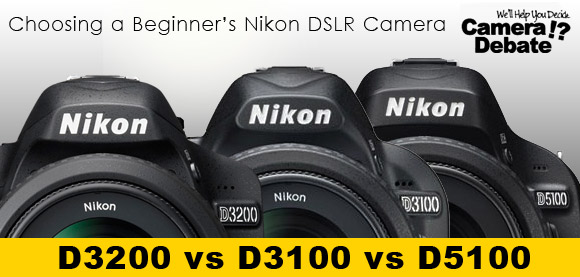 Choosing a Beginner's Nikon DSLR Camera
We'll Help You Decide
Camera !?
Debate
Nikon
Nikon
Nikon
D3200
D3100
D5100
Nikon
Nikon
D3200 vs D3100 vs D5100